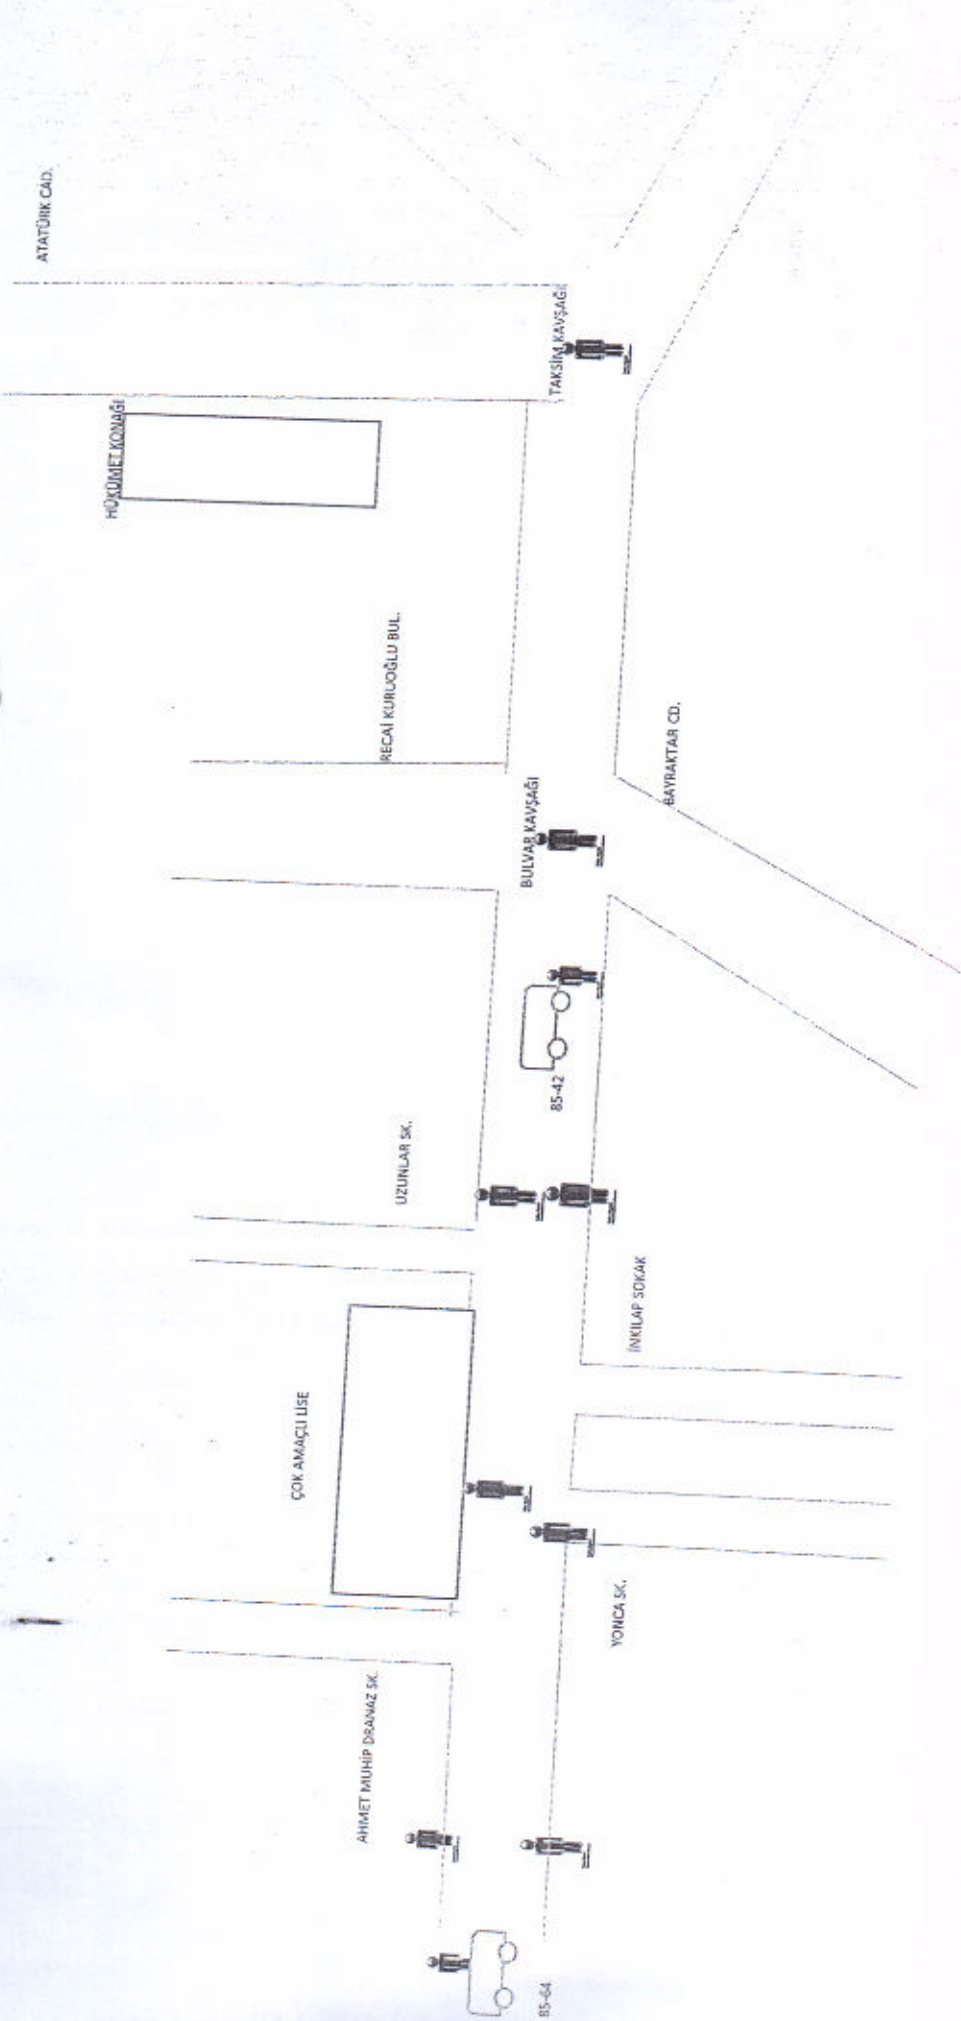 ATATÜRK CAD.
HÜKÜMET KONAĞI
TAKSİM KAVŞAĞI
RECAİ KURUOĞLU BUL.
BULVAR KAVŞAĞI
BAYRAKTAR CD.
85-42
UZUNLAR SK.
İNKILAP SOKAK
ÇOK AMAÇLI LİSE
YONCA SK.
AHMET MUHİP DRANAZ SK.
85-64